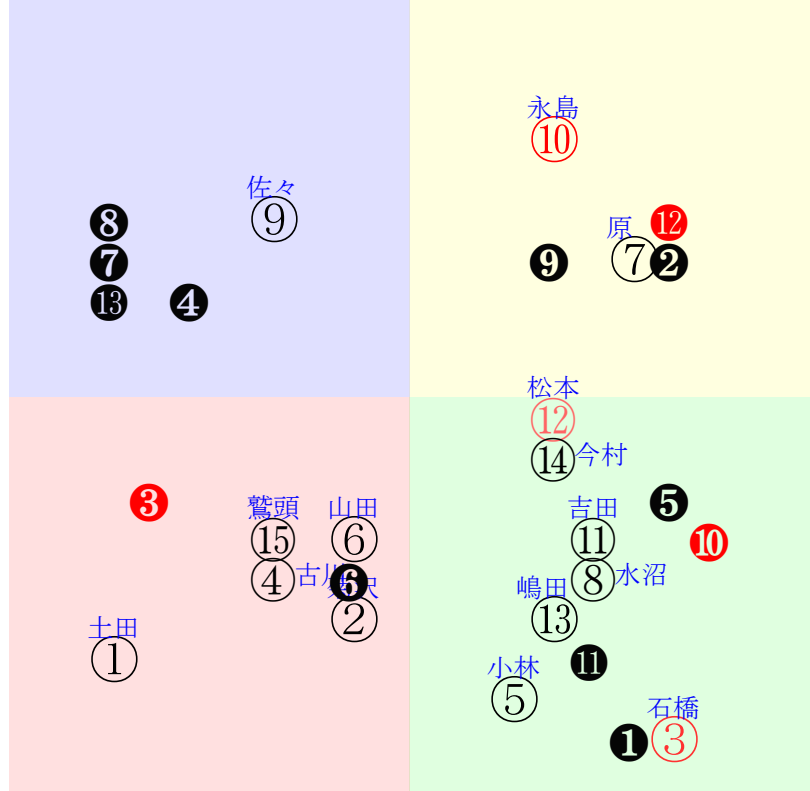 永島
⑩
佐々
⑨
❽
原
⓬
❼
❾
⑦
❷
⓭
❹
松本
⑫
⑭
今村
❸
鷲頭
山田
吉田
❺
⑮
⑥
⑪
❿
④
古川
❻
⑧
水沼
嶋田
②
⑬
土田
①
⓫
小林
⑤
石橋
❶
③